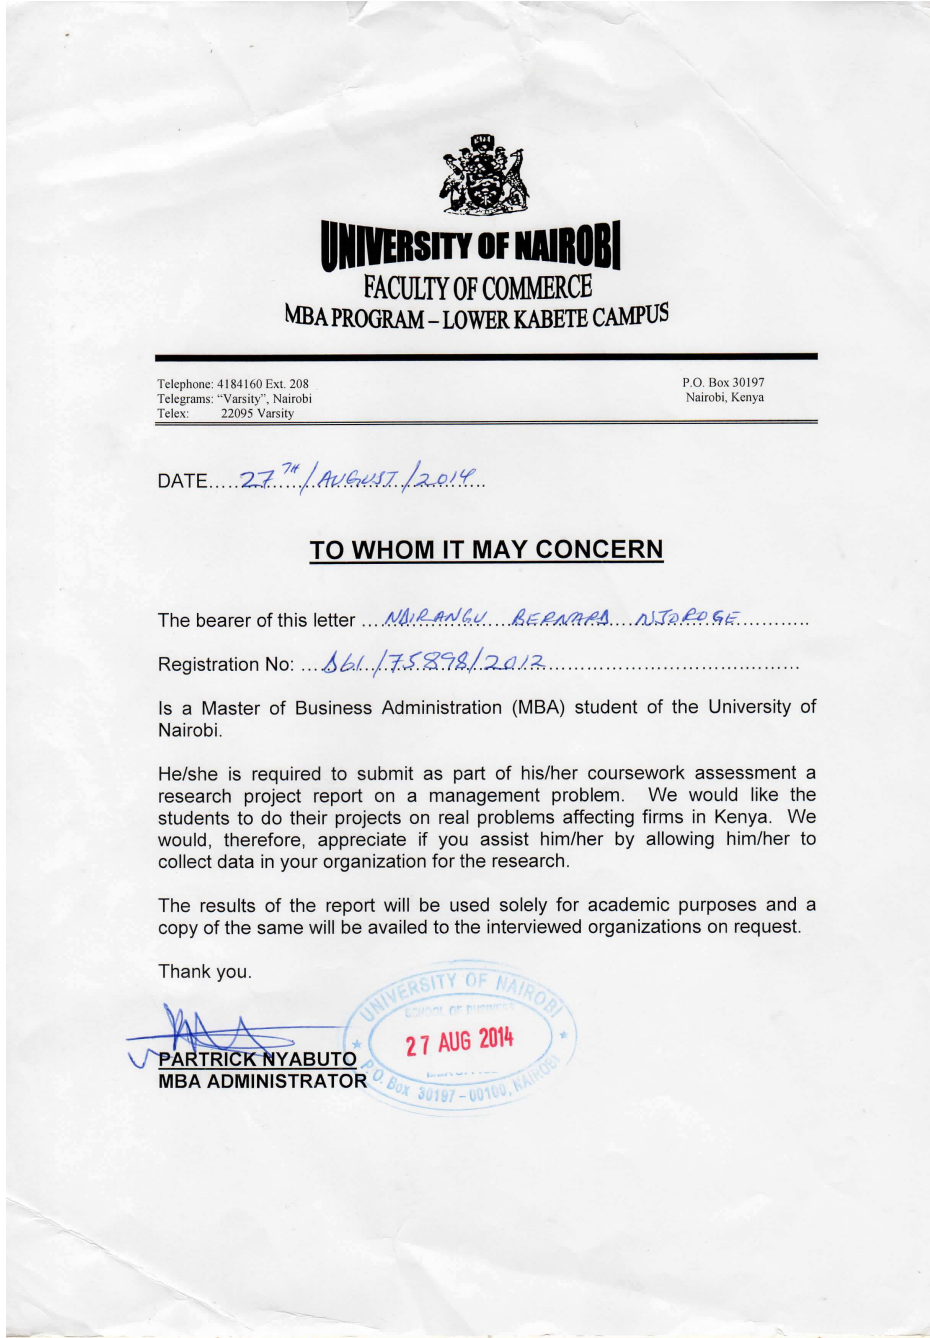 UNIVERSITY OF NAIROBI
FACULTY OF COMMERCE
MBA PROGRAM – LOWER KABETE CAMPUS
Telephone: 4184160 Ext. 208
Telegrams: “Varsity”, Nairobi
Telex: 22095 Varsity
P.O. Box 30197
Nairobi, Kenya
DATE.....27TH/AUGUST/2014
TO WHOM IT MAY CONCERN
The bearer of this letter ....NDIRANGU BERNARD NJOROGE............
Registration No: ...D61/75898/2012..........................................
Is a Master of Business Administration (MBA) student of the University of
Nairobi.
He/she is required to submit as part of his/her coursework assessment a
research project report on a management problem. We would like the
students to do their projects on real problems affecting firms in Kenya. We
would, therefore, appreciate if you assist him/her by allowing him/her to
collect data in your organization for the research.
The results of the report will be used solely for academic purposes and a
copy of the same will be availed to the interviewed organizations on request.
Thank you.
PARTRICK NYABUTO
MBA ADMINISTRATOR
UNIVERSITY OF NAIROBI
SCHOOL OF BUSINESS
27 AUG 2014
P.O. Box 30197 - 00100, NAIROBI